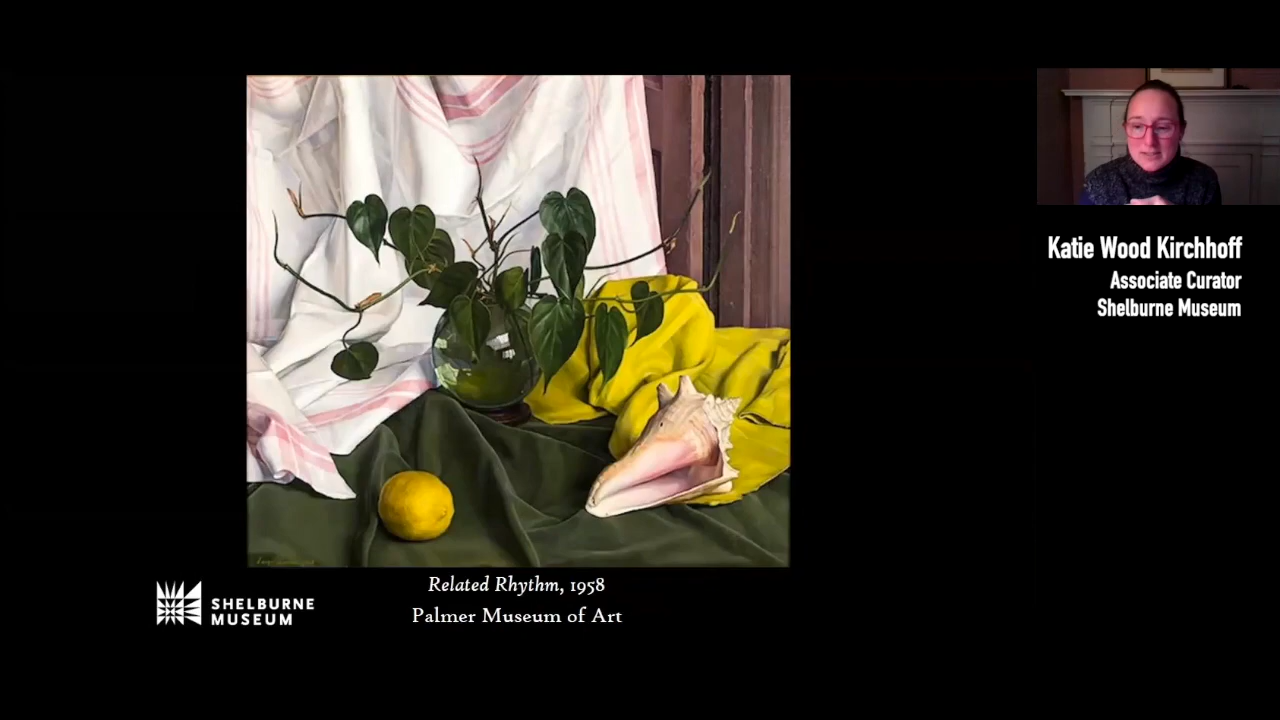 Katie Wood Kirchhoff
Associate Curator
Shelburne Museum
Related Rhythm, 1958
Palmer Museum of Art
SHELBURNE
MUSEUM